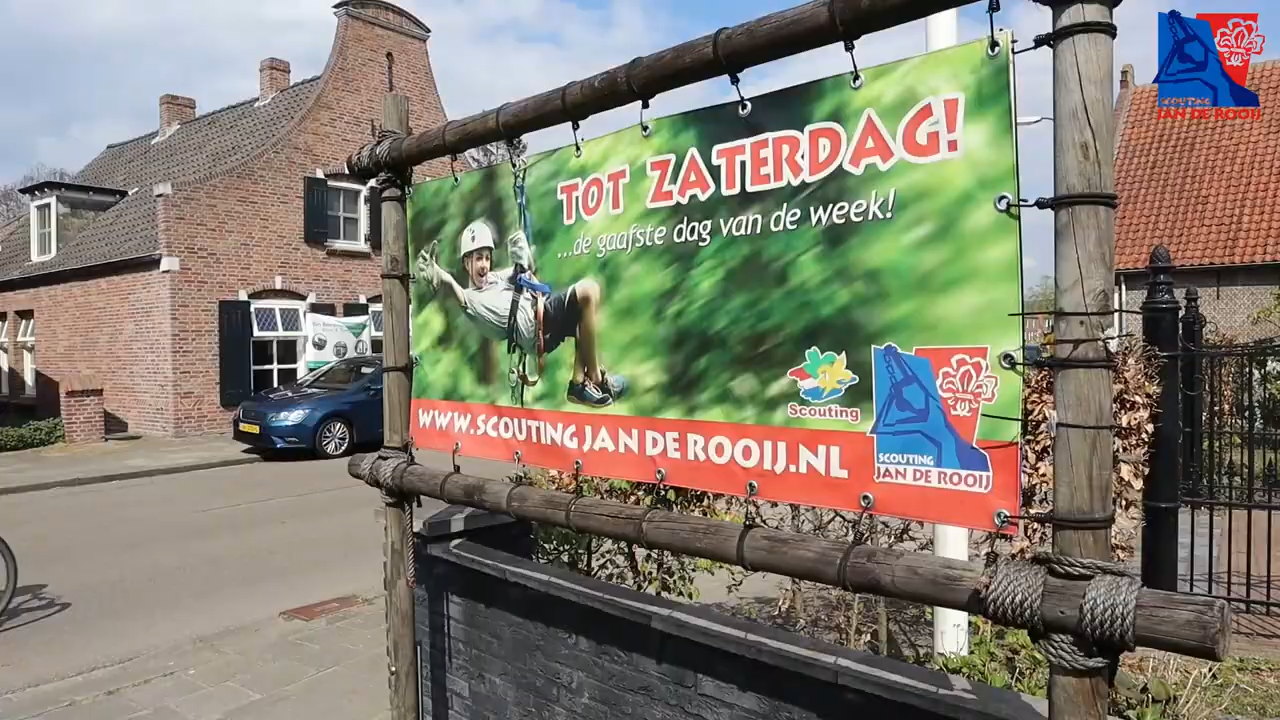 SCOUTING
JAN DE ROOIJ
TOT ZATERDAG!
...de gaafste dag van de week!
Scouting
WWW.SCOUTINGJANDEROOIJ.NL
SCOUTING
JAN DE ROOIJ